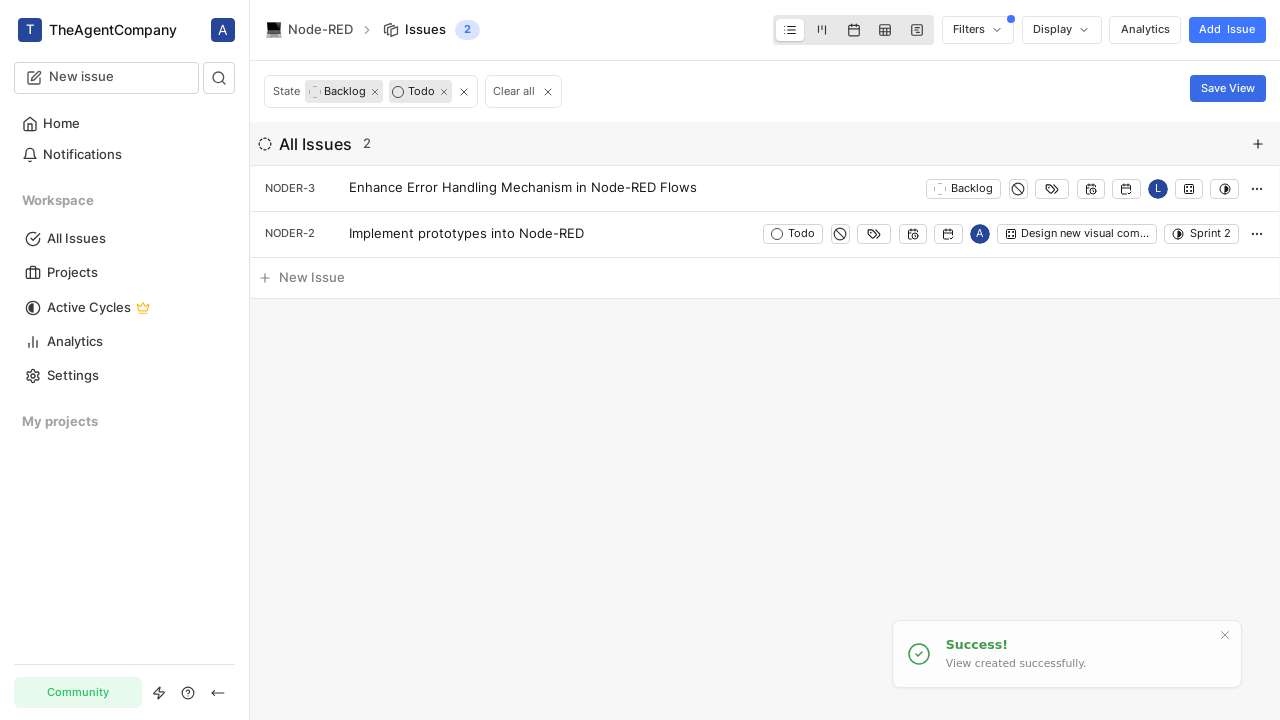 T TheAgentCompany A
New issue
Home
Notifications
Workspace
All Issues
Projects
Active Cycles
Analytics
Settings
My projects
Community
Node-RED Issues 2
Filters Display Analytics Add Issue
State Backlog Todo Clear all Save View
All Issues 2
NODER-3 Enhance Error Handling Mechanism in Node-RED Flows Backlog L
NODER-2 Implement prototypes into Node-RED Todo A Design new visual com... Sprint 2
New Issue
Success!
View created successfully.